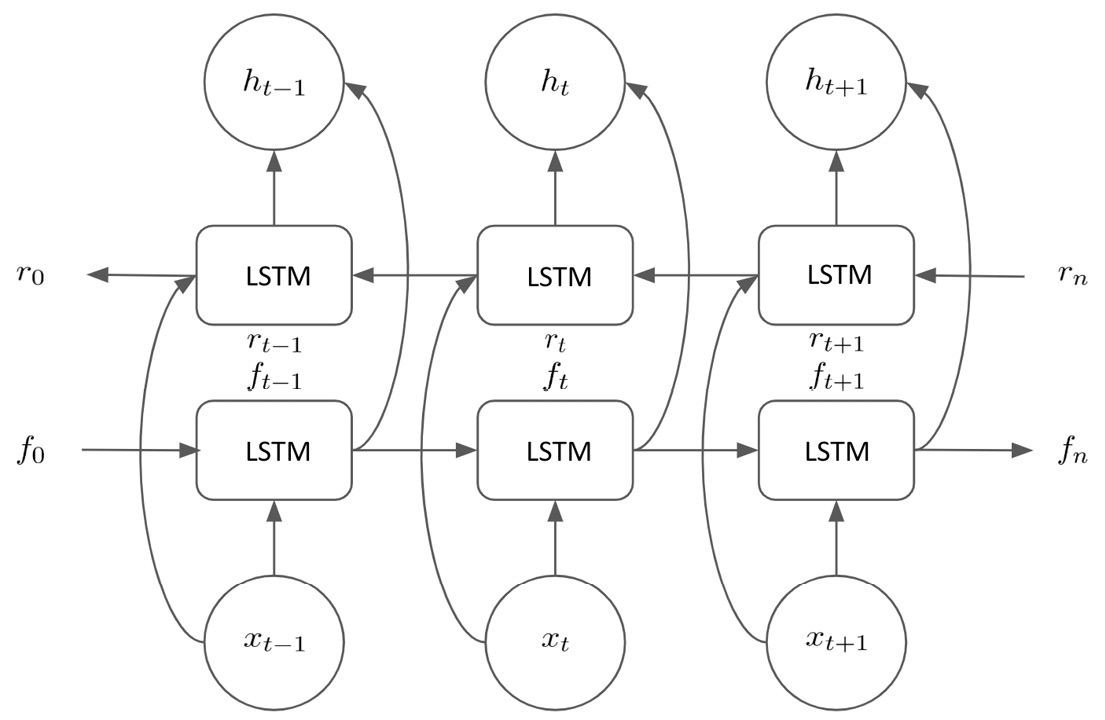 h_{t-1} h_t h_{t+1}
r_0 LSTM LSTM LSTM r_n
r_{t-1} r_t r_{t+1}
f_{t-1} f_t f_{t+1}
f_0 LSTM LSTM LSTM f_n
x_{t-1} x_t x_{t+1}